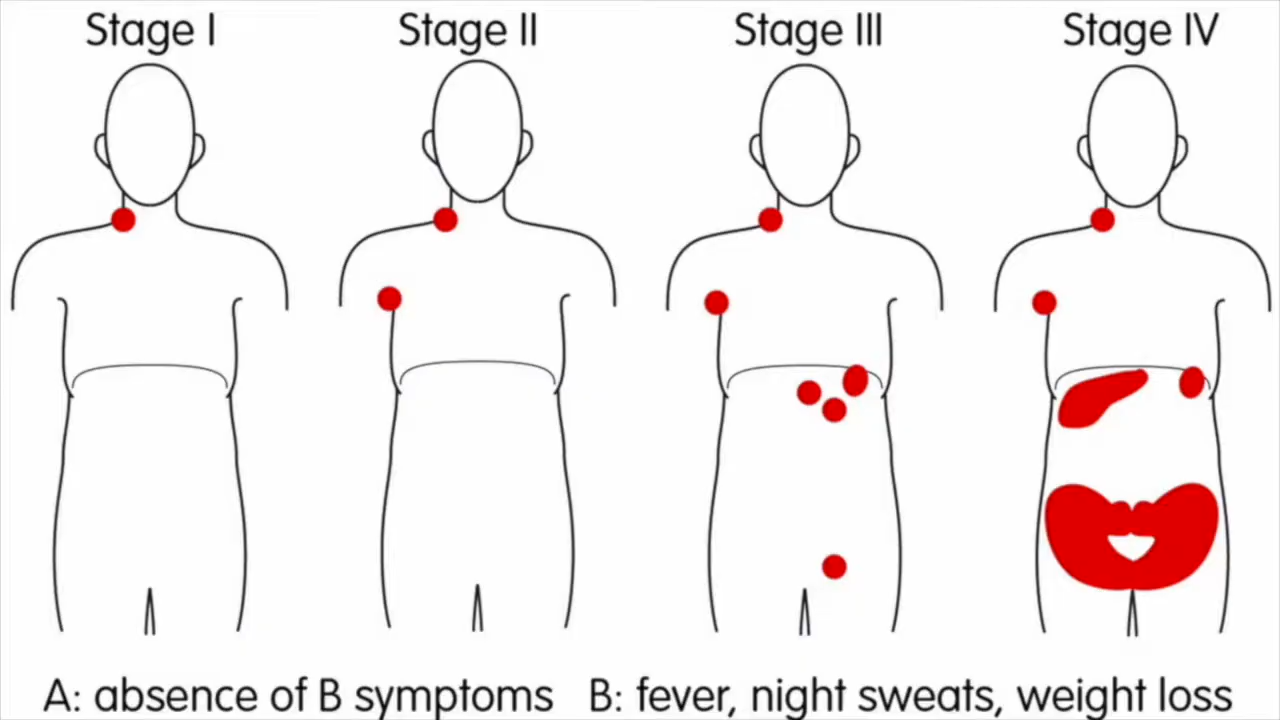 Stage I Stage II Stage III Stage IV
A: absence of B symptoms B: fever, night sweats, weight loss